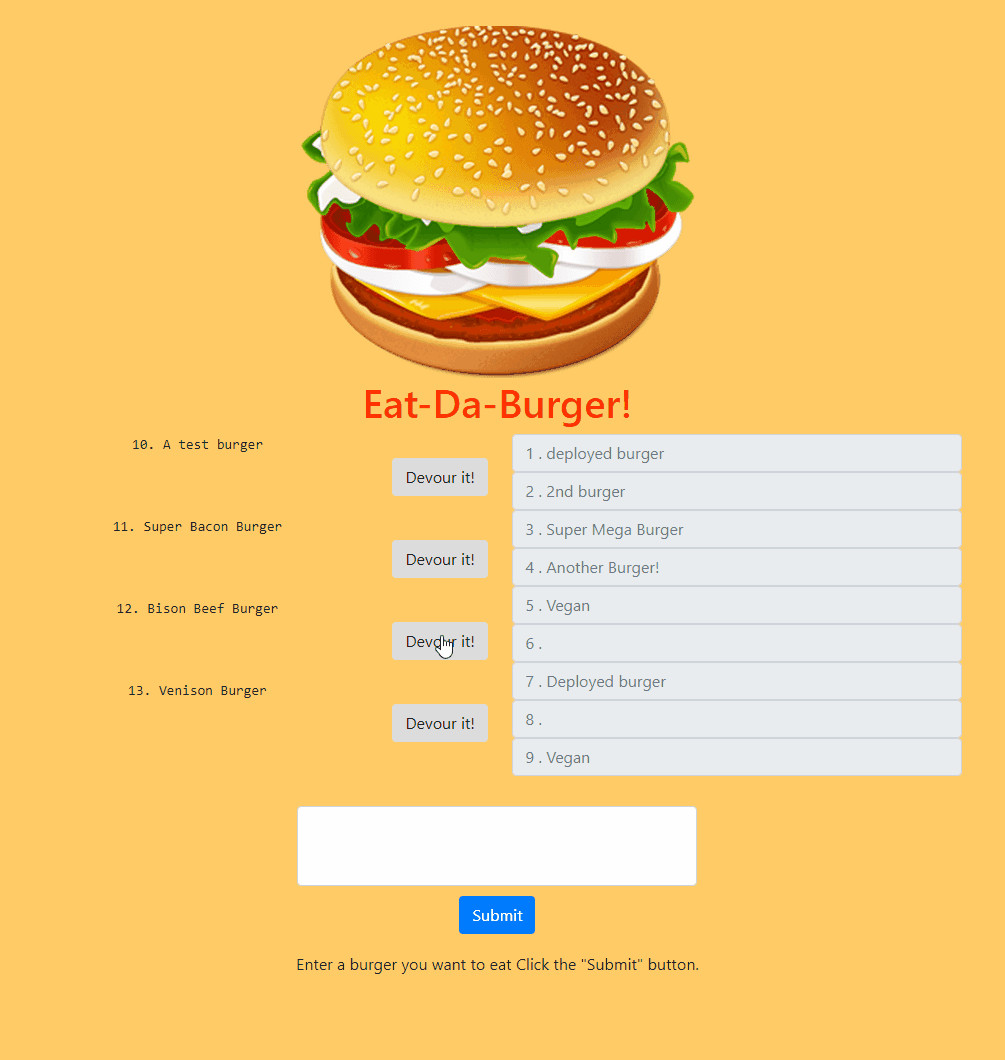 Eat-Da-Burger!
10. A test burger
Devour it!
11. Super Bacon Burger
Devour it!
12. Bison Beef Burger
Devour it!
13. Venison Burger
Devour it!
1 . deployed burger
2 . 2nd burger
3 . Super Mega Burger
4 . Another Burger!
5 . Vegan
6 .
7 . Deployed burger
8 .
9 . Vegan
Submit
Enter a burger you want to eat Click the "Submit" button.